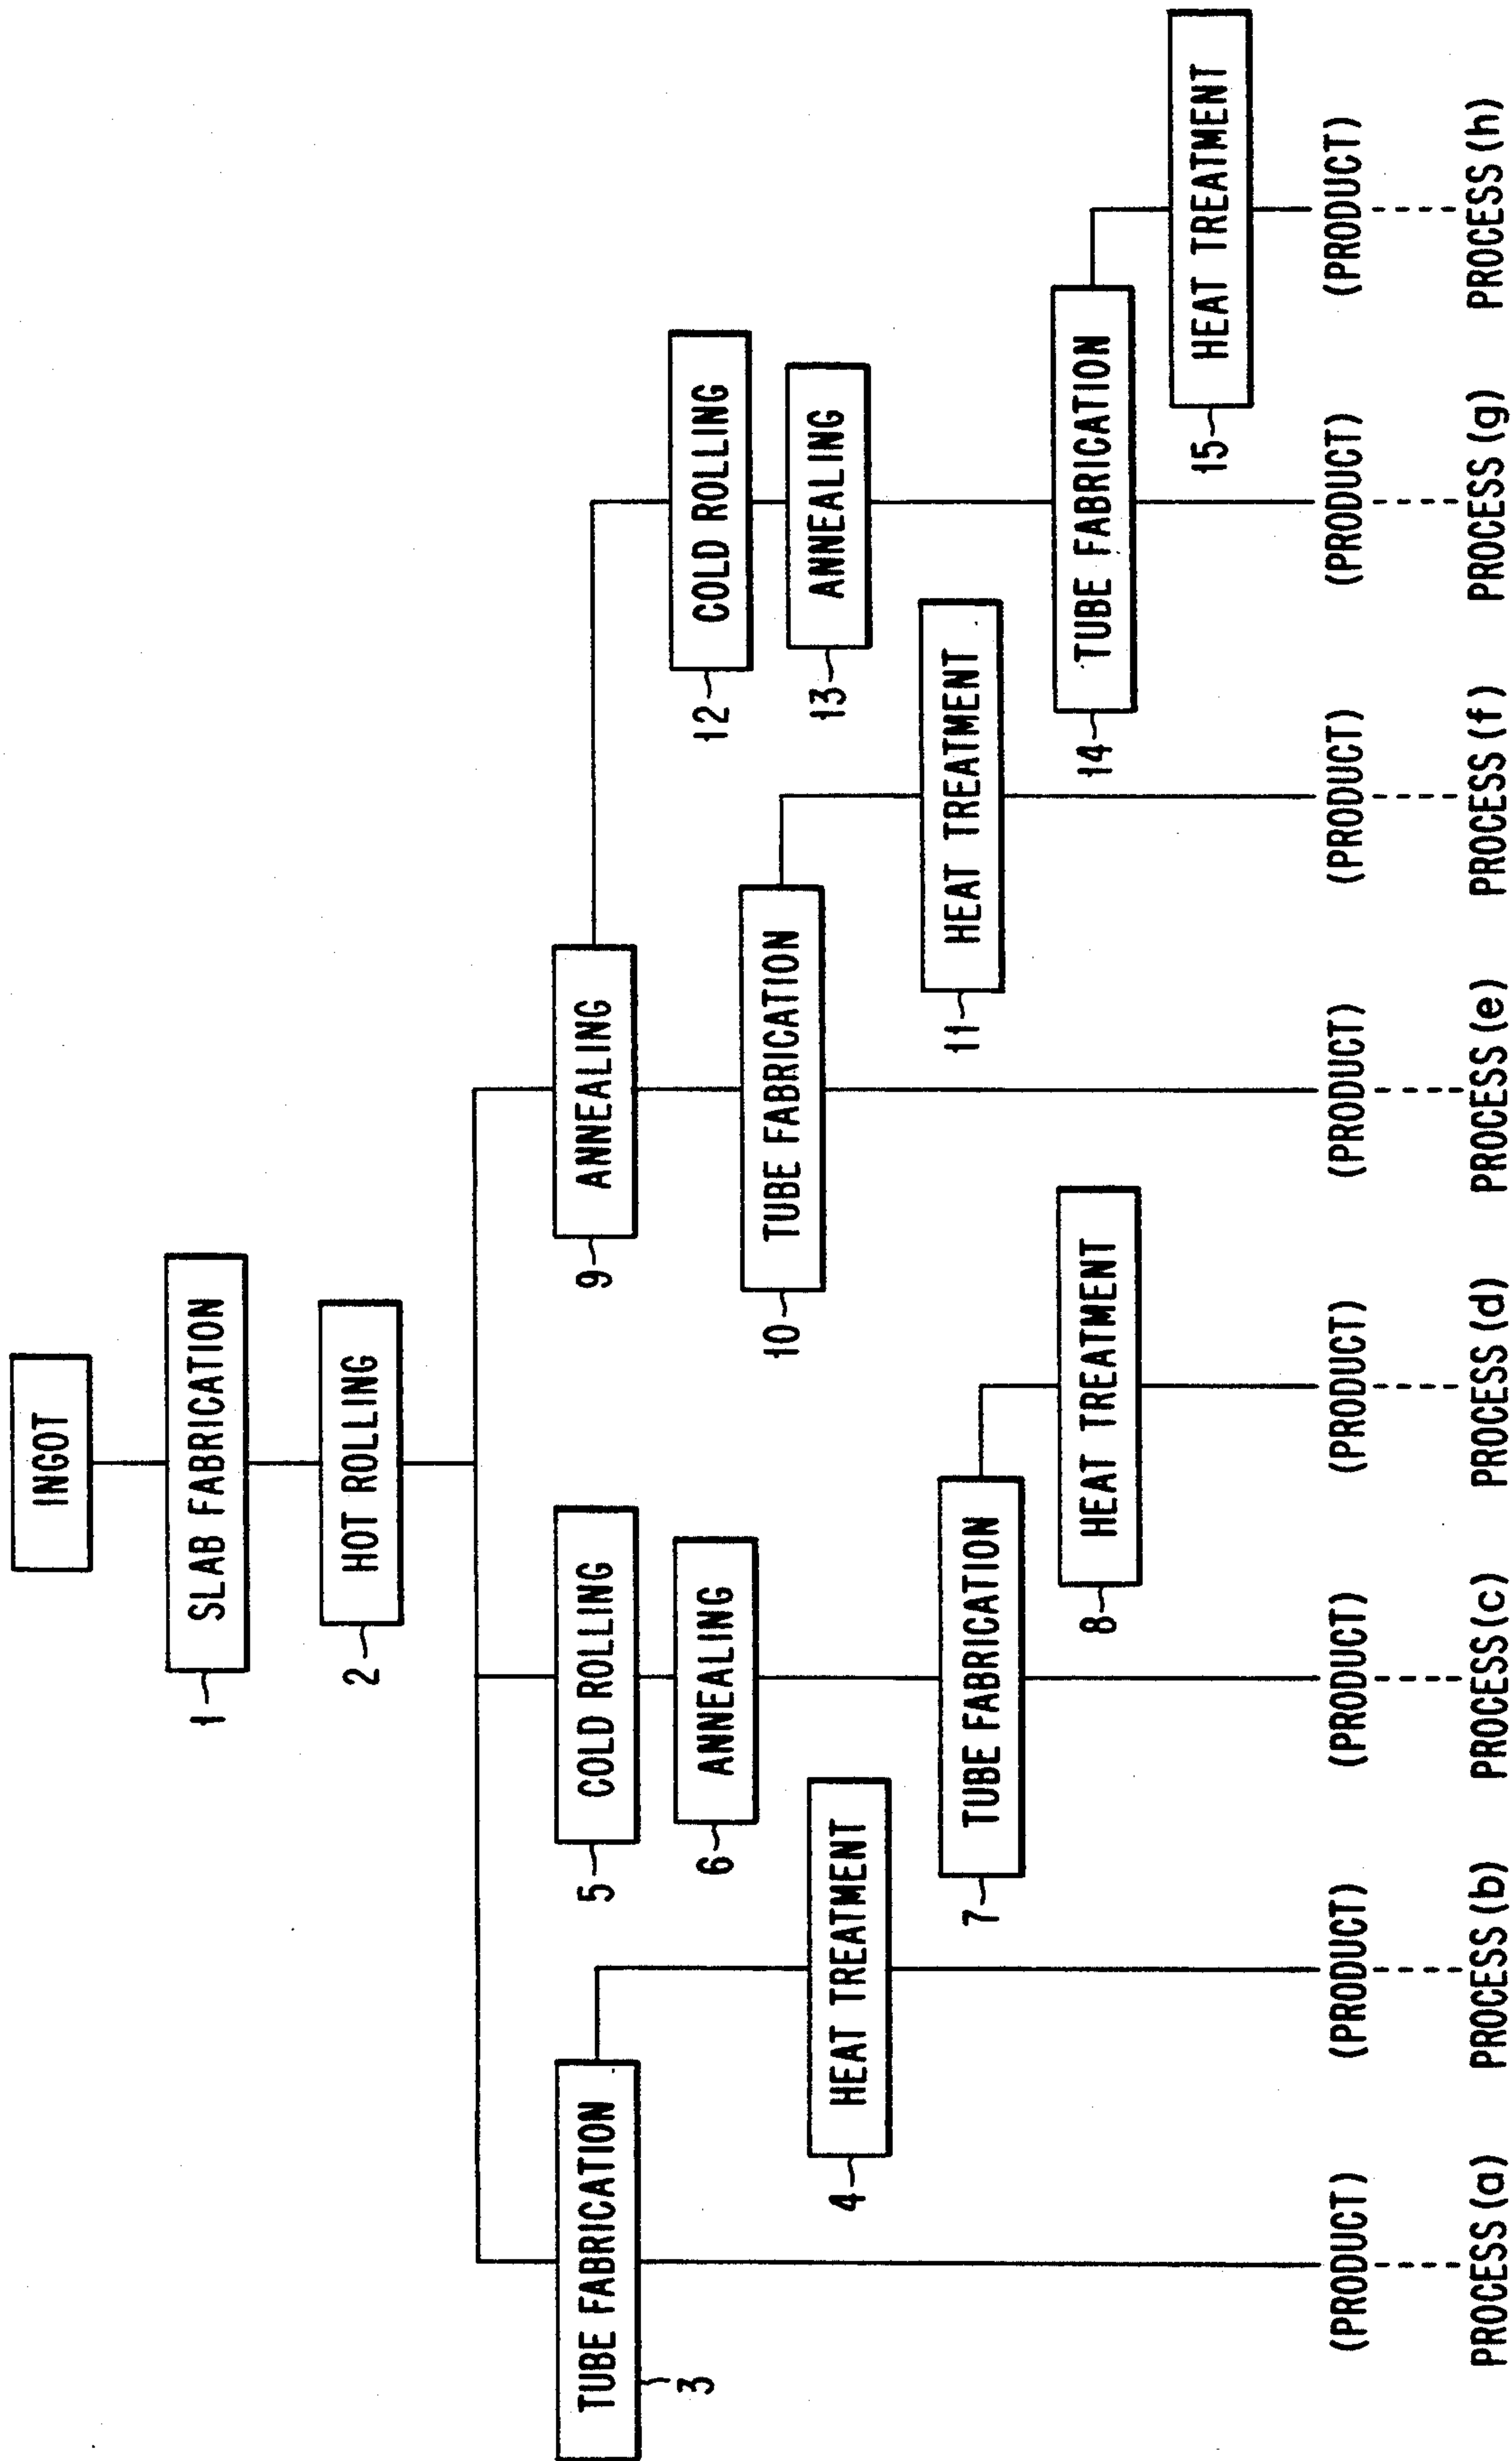 INGOT
1
SLAB FABRICATION
2
HOT ROLLING
TUBE FABRICATION
3
5
COLD ROLLING
9
ANNEALING
6
ANNEALING
12
COLD ROLLING
4
HEAT TREATMENT
10
TUBE FABRICATION
13
ANNEALING
7
TUBE FABRICATION
11
HEAT TREATMENT
8
HEAT TREATMENT
14
TUBE FABRICATION
15
HEAT TREATMENT
(PRODUCT) (PRODUCT) (PRODUCT) (PRODUCT) (PRODUCT) (PRODUCT) (PRODUCT) (PRODUCT)
PROCESS (a) PROCESS (b) PROCESS (c) PROCESS (d) PROCESS (e) PROCESS (f) PROCESS (g) PROCESS (h)